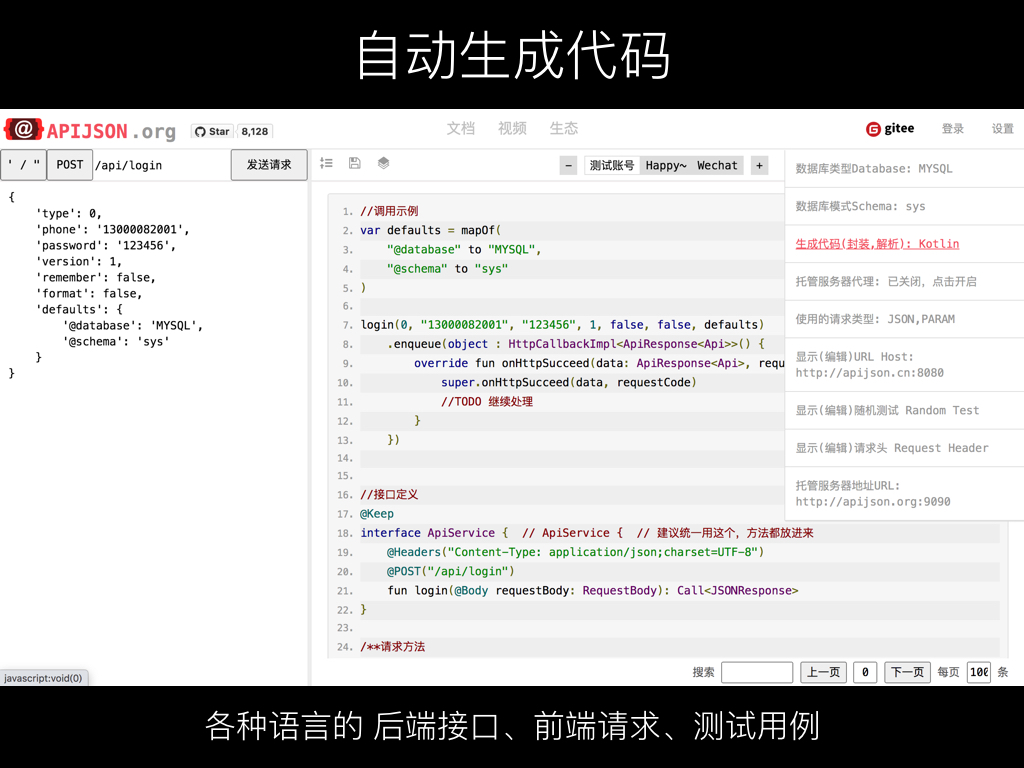 自动生成代码
{@}APIJSON.org
Star 8,128
文档 视频 生态
gitee 登录 设置
' / " POST /api/login 发送请求
- 测试账号 Happy~ Wechat +
{
'type': 0,
'phone': '13000082001',
'password': '123456',
'version': 1,
'remember': false,
'format': false,
'defaults': {
'@database': 'MYSQL',
'@schema': 'sys'
}
}
1. //调用示例
2. var defaults = mapOf(
3. "@database" to "MYSQL",
4. "@schema" to "sys"
5. )
6.
7. login(0, "13000082001", "123456", 1, false, false, defaults)
8. .enqueue(object : HttpCallbackImpl<ApiResponse<Api>>() {
9. override fun onHttpSucceed(data: ApiResponse<Api>, requ
10. super.onHttpSucceed(data, requestCode)
11. //TODO 继续处理
12. }
13. })
14.
15.
16. //接口定义
17. @Keep
18. interface ApiService { // ApiService { // 建议统一用这个，方法都放进来
19. @Headers("Content-Type: application/json;charset=UTF-8")
20. @POST("/api/login")
21. fun login(@Body requestBody: RequestBody): Call<JSONResponse>
22. }
23.
24. /**请求方法
数据库类型Database: MYSQL
数据库模式Schema: sys
生成代码(封装,解析): Kotlin
托管服务器代理: 已关闭，点击开启
使用的请求类型: JSON,PARAM
显示(编辑)URL Host:
http://apijson.cn:8080
显示(编辑)随机测试 Random Test
显示(编辑)请求头 Request Header
托管服务器地址URL:
http://apijson.org:9090
搜索 上一页 0 下一页 每页 100 条
javascript:void(0)
各种语言的 后端接口、前端请求、测试用例